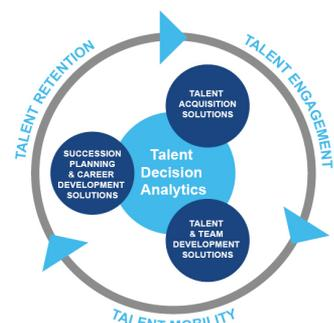 TALENT RETENTION
TALENT ENGAGEMENT
TALENT
ACQUISITION
SOLUTIONS
SUCCESSION
PLANNING
& CAREER
DEVELOPMENT
SOLUTIONS
Talent
Decision
Analytics
TALENT
& TEAM
DEVELOPMENT
SOLUTIONS
TALENT MOBILITY